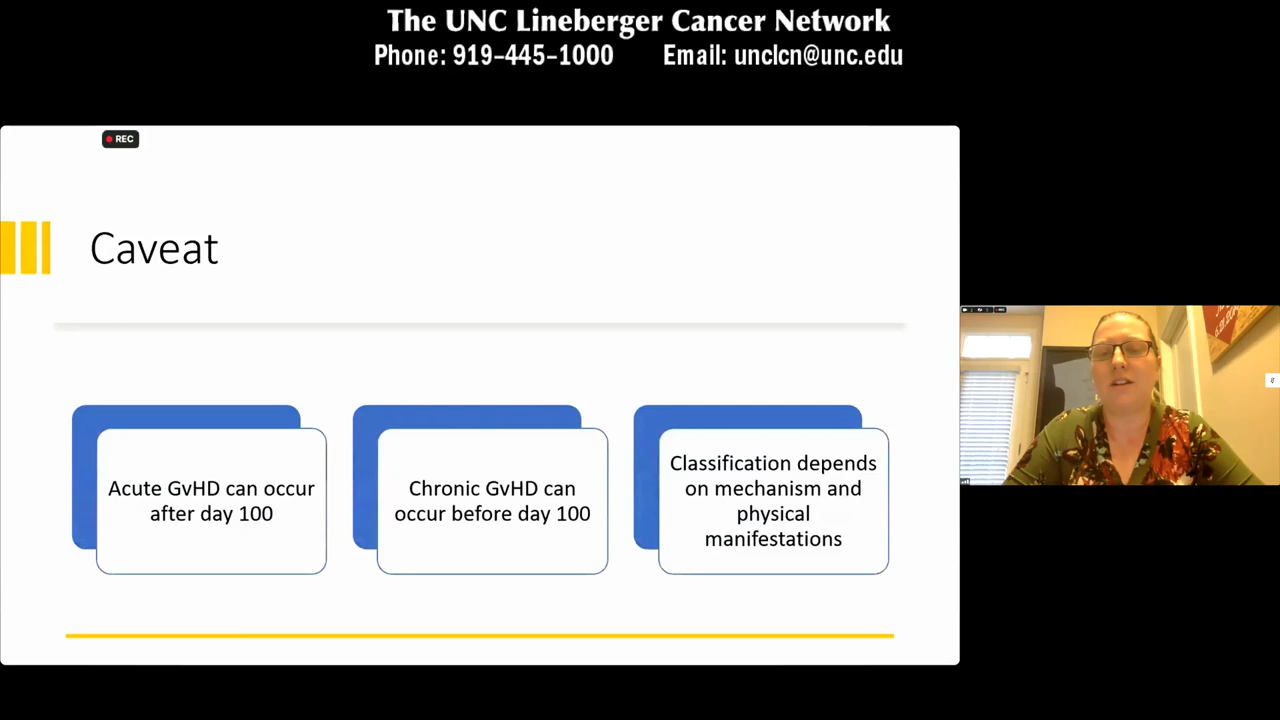 The UNC Lineberger Cancer Network
Phone: 919-445-1000 Email: unclcn@unc.edu
REC
Caveat
Acute GvHD can occur
after day 100
Chronic GvHD can
occur before day 100
Classification depends
on mechanism and
physical
manifestations